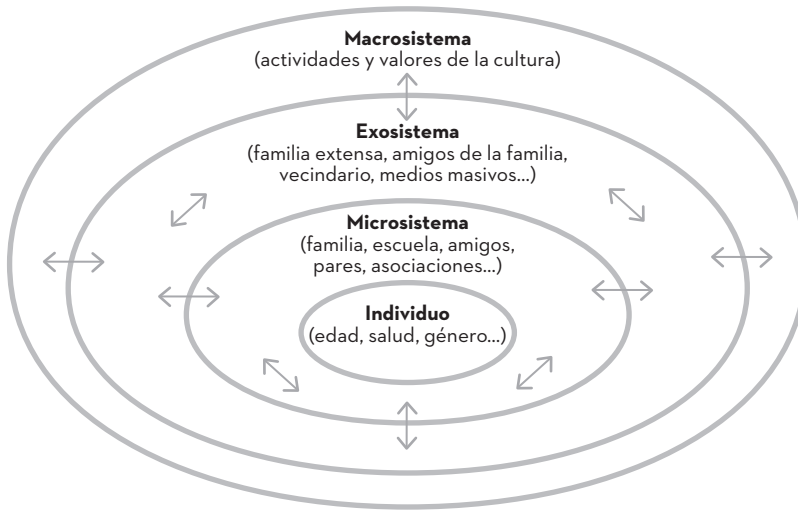 Macrosistema
(actividades y valores de la cultura)
Exosistema
(familia extensa, amigos de la familia,
vecindario, medios masivos...)
Microsistema
(familia, escuela, amigos,
pares, asociaciones...)
Individuo
(edad, salud, género...)